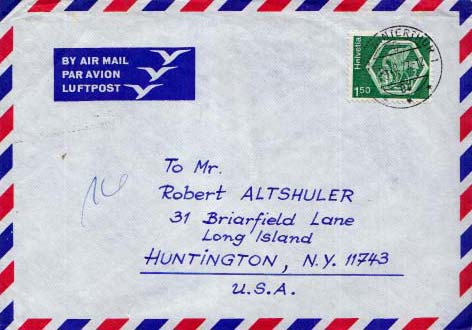 BY AIR MAIL
PAR AVION
LUFTPOST
Helvetia
1.50
To Mr.
Robert ALTSHULER
31 Briarfield Lane
Long Island
HUNTINGTON, N.Y. 11743
U.S.A.